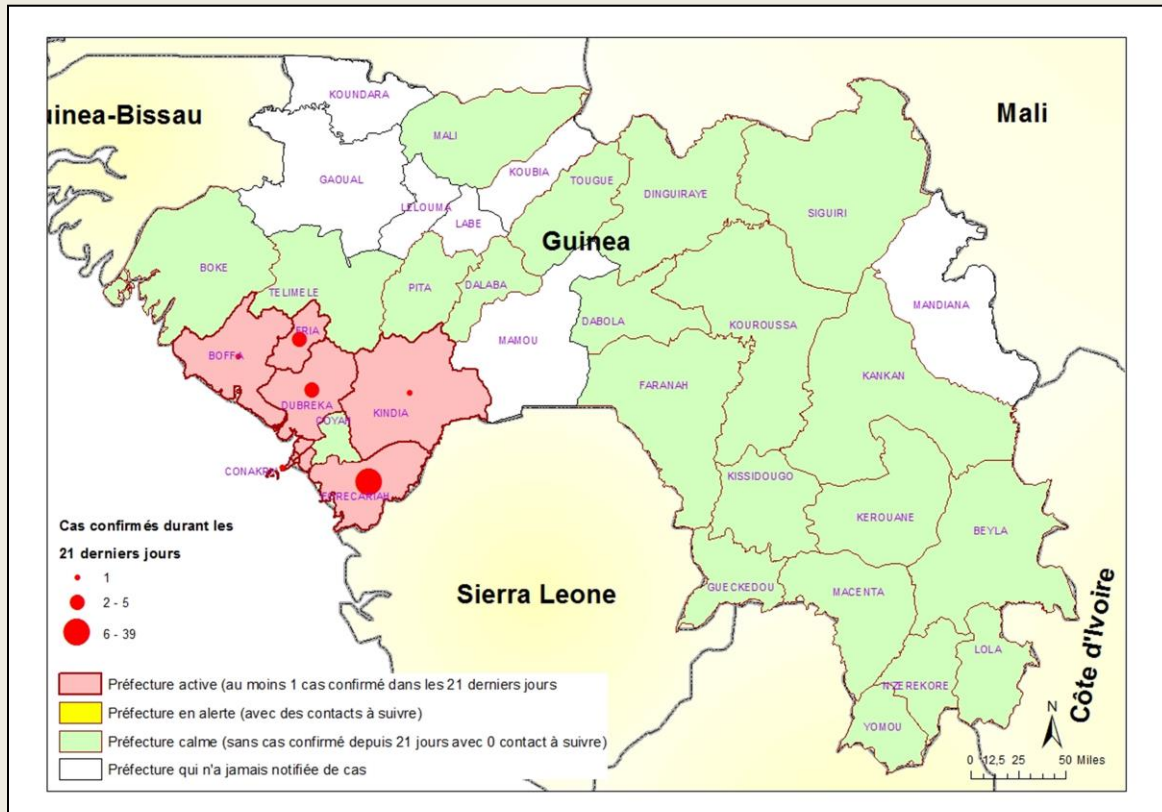 uinea-Bissau
Mali
KOUNDARA
MALI
KOUBIA
GAOUAL
TOUGUE
LELOUMA
DINGUIRAYE
LABE
SIGUIRI
Guinea
BOKE
TELIMELE
PITA
DALABA
MANDIANA
DABOLA
KOUROUSSA
FRIA
MAMOU
BOFFA
KANKAN
FARANAH
DUBREKA
KINDIA
COYAH
CONAKRY
KISSIDOUGO
FORECARIAH
KEROUANE
BEYLA
GUECKEDOU
MACENTA
Sierra Leone
LOLA
N'ZEREKORE
YOMOU
Côte d'Ivoire
Cas confirmés durant les
21 derniers jours
1
2 - 5
6 - 39
Préfecture active (au moins 1 cas confirmé dans les 21 derniers jours
Préfecture en alerte (avec des contacts à suivre)
Préfecture calme (sans cas confirmé depuis 21 jours avec 0 contact à suivre)
Préfecture qui n'a jamais notifiée de cas
N
0 12,5 25 50 Miles